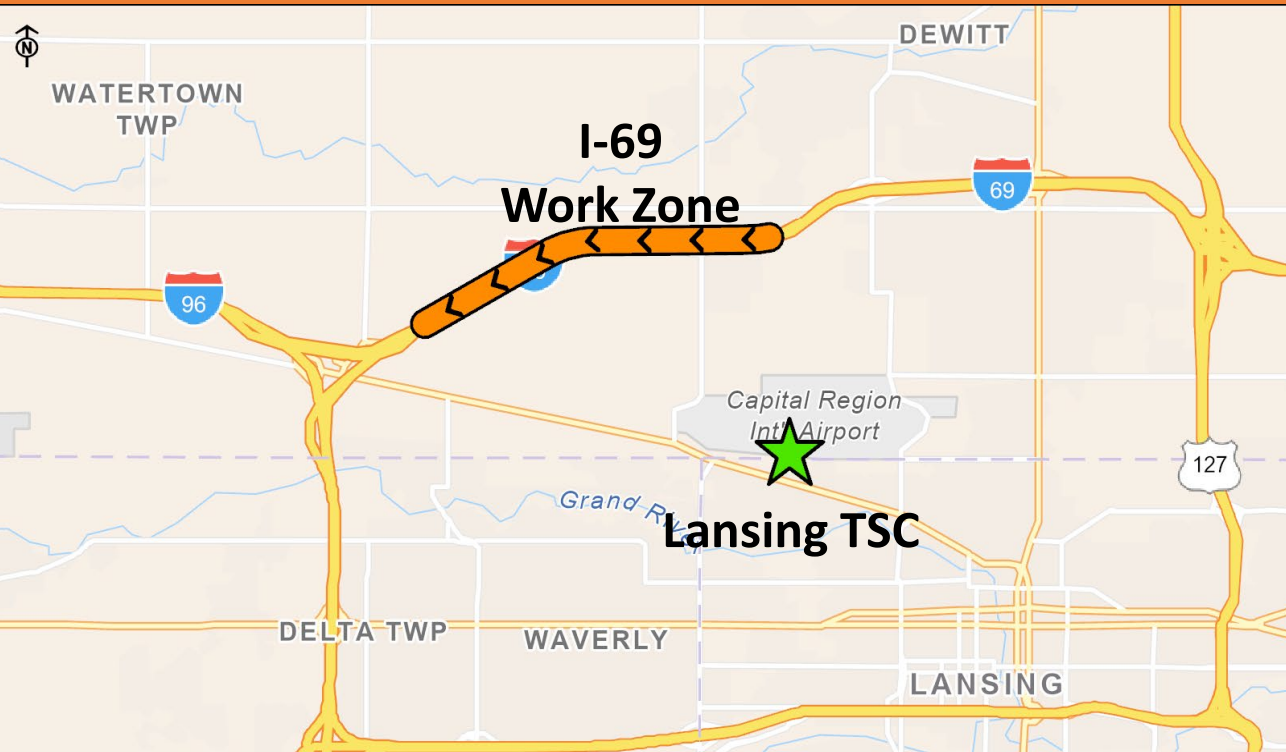 N
DEWITT
WATERTOWN
TWP
I-69
Work Zone
69
96
Capital Region
Int'l Airport
127
Grand River
Lansing TSC
DELTA TWP
WAVERLY
LANSING